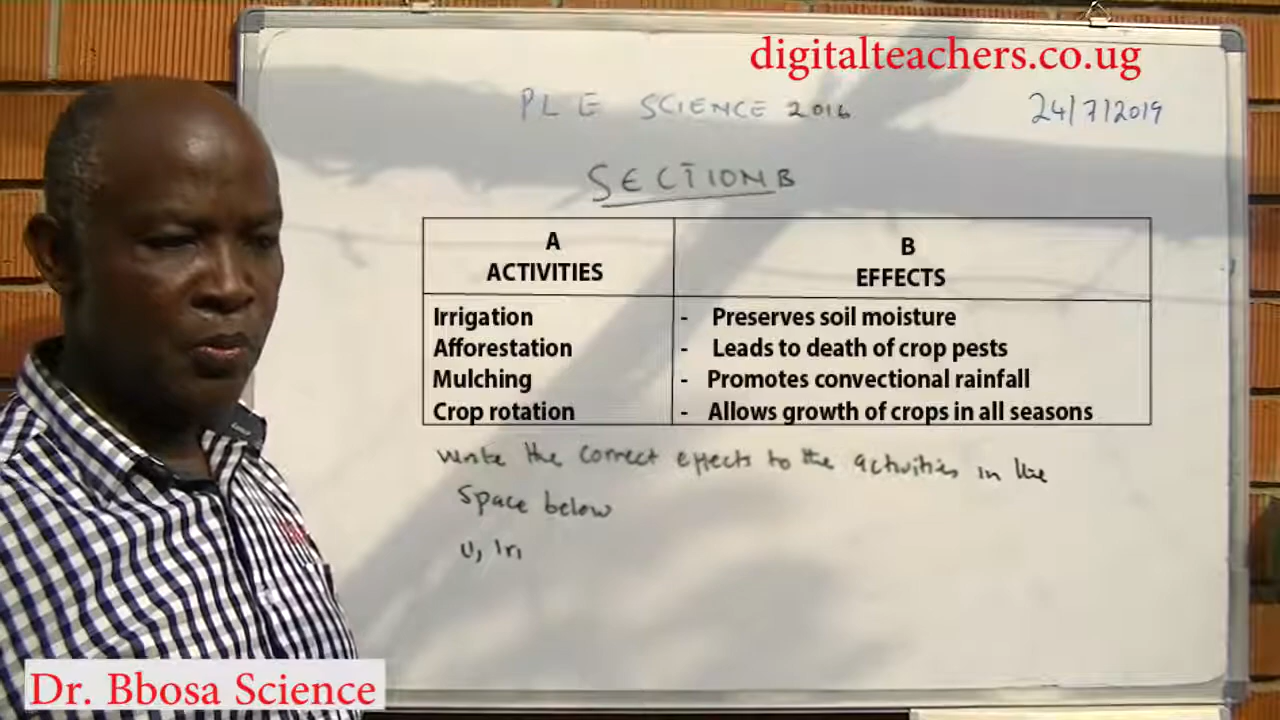 digitalteachers.co.ug
PLE SCIENCE 2016
24/7/2019
SECTION B
A
ACTIVITIES
B
EFFECTS
Irrigation
- Preserves soil moisture
Afforestation
- Leads to death of crop pests
Mulching
- Promotes convectional rainfall
Crop rotation
- Allows growth of crops in all seasons
write the correct effects to the activities in the
space below
Dr. Bbosa Science